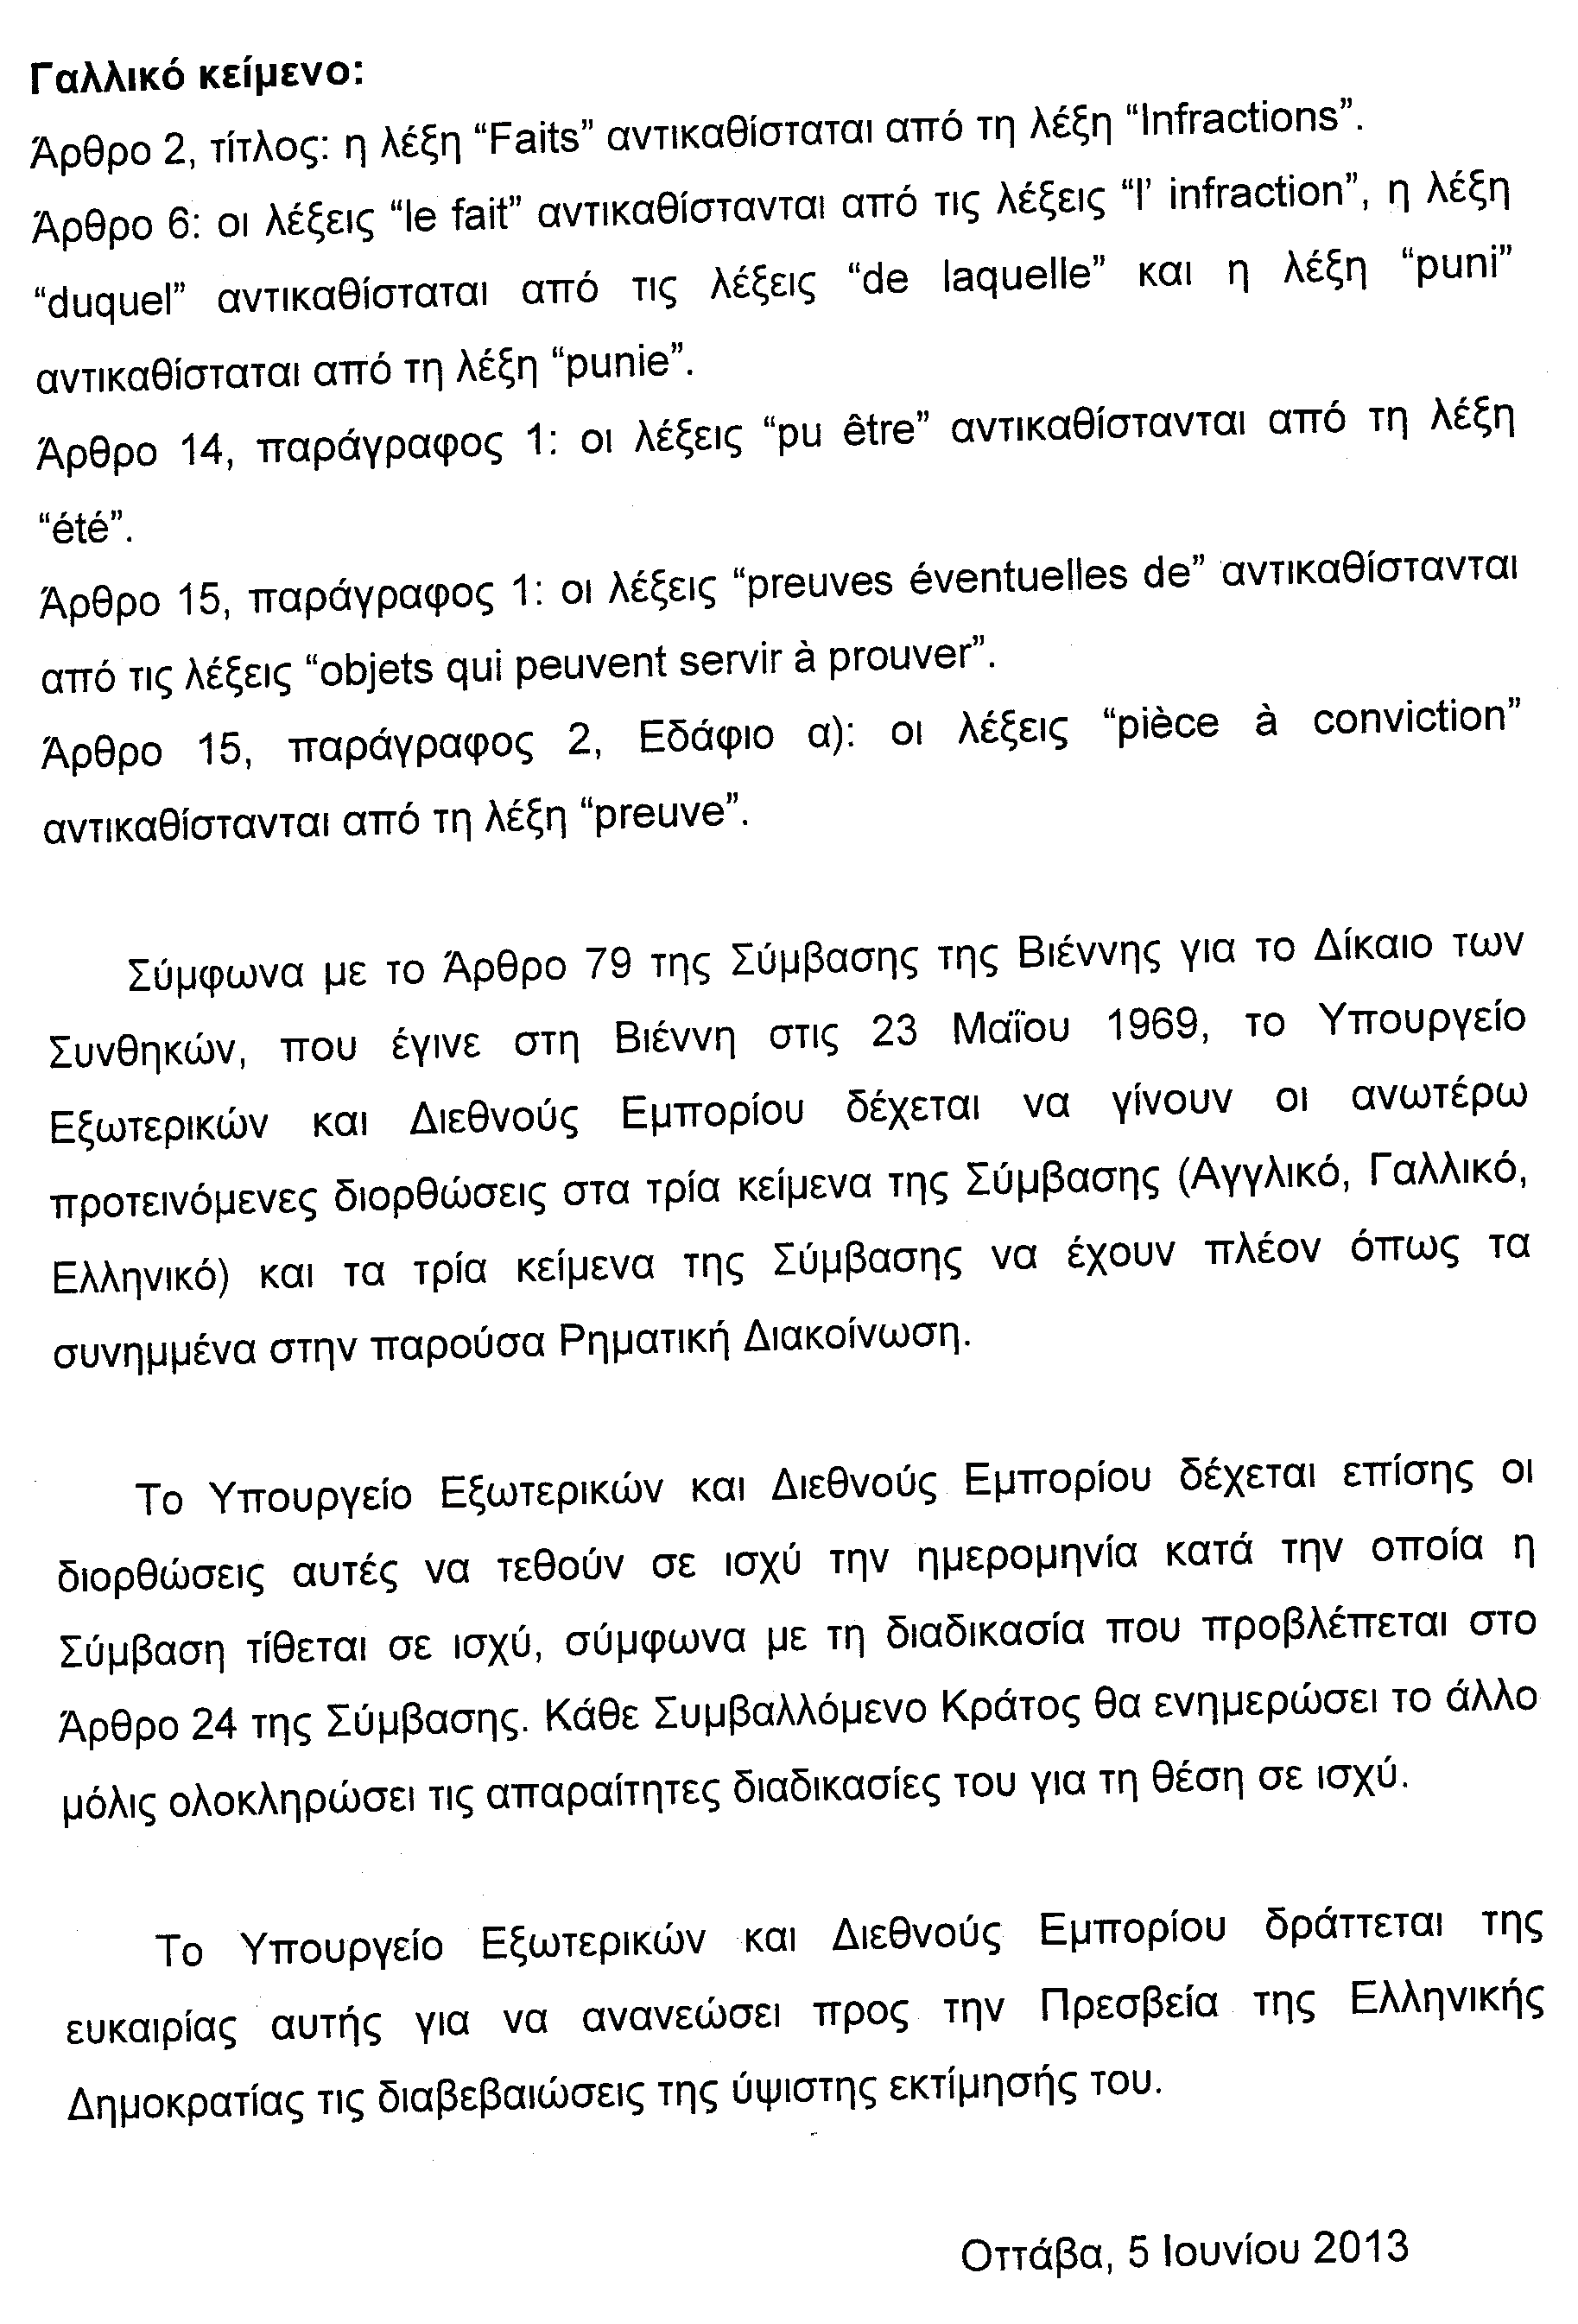 Γαλλικό κείμενο:
Άρθρο 2, τίτλος: η λέξη “Faits” αντικαθίσταται από τη λέξη “Infractions”.
Άρθρο 6: οι λέξεις “le fait” αντικαθίστανται από τις λέξεις “l’ infraction”, η λέξη
“duquel” αντικαθίσταται από τις λέξεις “de laquelle” και η λέξη “puni”
αντικαθίσταται από τη λέξη “punie”.
Άρθρο 14, παράγραφος 1: οι λέξεις “pu être” αντικαθίστανται από τη λέξη
“été”.
Άρθρο 15, παράγραφος 1: οι λέξεις “preuves éventuelles de” αντικαθίστανται
από τις λέξεις “objets qui peuvent servir à prouver”.
Άρθρο 15, παράγραφος 2, Εδάφιο α): οι λέξεις “pièce à conviction”
αντικαθίστανται από τη λέξη “preuve”.
Σύμφωνα με το Άρθρο 79 της Σύμβασης της Βιέννης για το Δίκαιο των
Συνθηκών, που έγινε στη Βιέννη στις 23 Μαΐου 1969, το Υπουργείο
Εξωτερικών και Διεθνούς Εμπορίου δέχεται να γίνουν οι ανωτέρω
προτεινόμενες διορθώσεις στα τρία κείμενα της Σύμβασης (Αγγλικό, Γαλλικό,
Ελληνικό) και τα τρία κείμενα της Σύμβασης να έχουν πλέον όπως τα
συνημμένα στην παρούσα Ρηματική Διακοίνωση.
Το Υπουργείο Εξωτερικών και Διεθνούς Εμπορίου δέχεται επίσης οι
διορθώσεις αυτές να τεθούν σε ισχύ την ημερομηνία κατά την οποία η
Σύμβαση τίθεται σε ισχύ, σύμφωνα με τη διαδικασία που προβλέπεται στο
Άρθρο 24 της Σύμβασης. Κάθε Συμβαλλόμενο Κράτος θα ενημερώσει το άλλο
μόλις ολοκληρώσει τις απαραίτητες διαδικασίες του για τη θέση σε ισχύ.
Το Υπουργείο Εξωτερικών και Διεθνούς Εμπορίου δράττεται της
ευκαιρίας αυτής για να ανανεώσει προς την Πρεσβεία της Ελληνικής
Δημοκρατίας τις διαβεβαιώσεις της ύψιστης εκτίμησής του.
Οττάβα, 5 Ιουνίου 2013